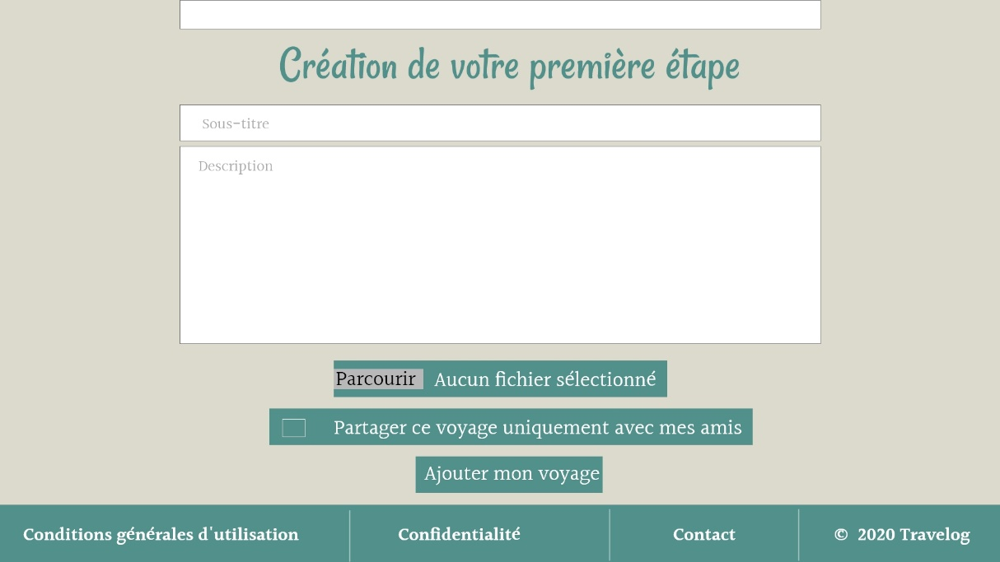 Création de votre première étape
Sous-titre
Description
Parcourir Aucun fichier sélectionné
Partager ce voyage uniquement avec mes amis
Ajouter mon voyage
Conditions générales d'utilisation Confidentialité Contact © 2020 Travelog